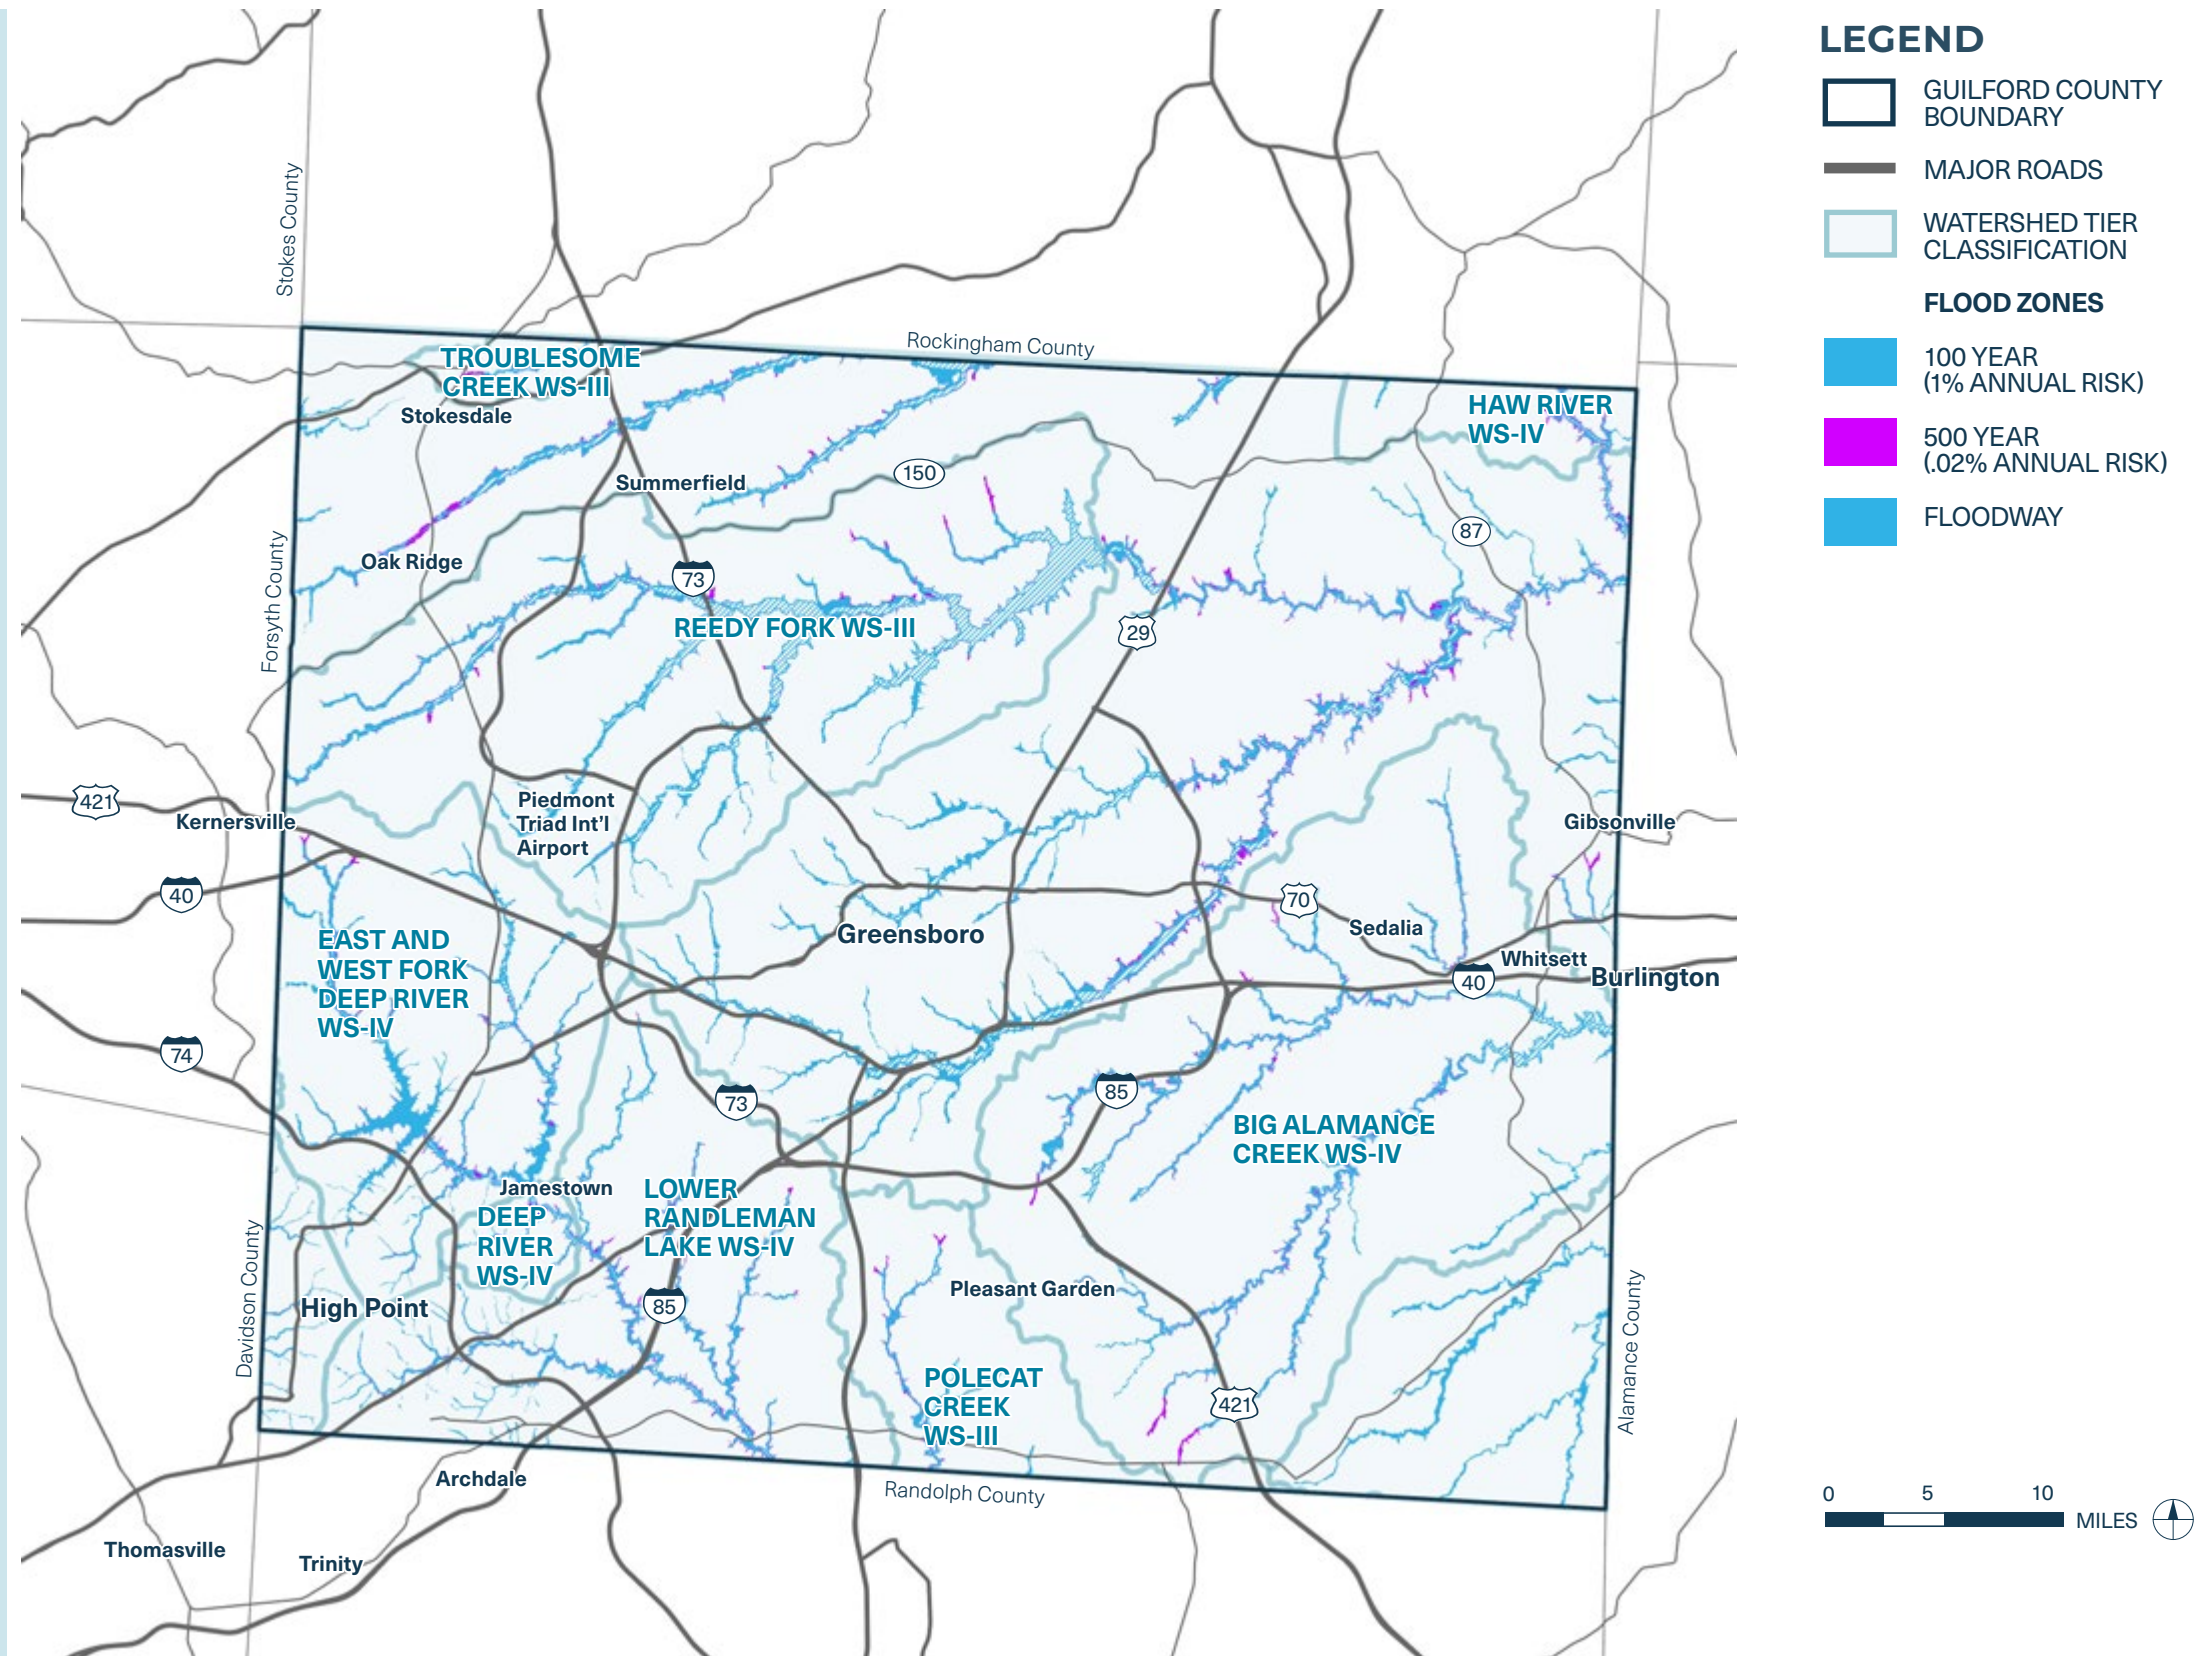 LEGEND
GUILFORD COUNTY
BOUNDARY
MAJOR ROADS
WATERSHED TIER
CLASSIFICATION
FLOOD ZONES
100 YEAR
(1% ANNUAL RISK)
500 YEAR
(.02% ANNUAL RISK)
FLOODWAY
0 5 10
MILES
Stokes County
Rockingham County
TROUBLESOME
CREEK WS-III
Stokesdale
HAW RIVER
WS-IV
150
Summerfield
87
Oak Ridge
73
Forsyth County
REEDY FORK WS-III
29
421
Kernersville
Piedmont
Triad Int'l
Airport
Gibsonville
40
70
Sedalia
Greensboro
EAST AND
WEST FORK
DEEP RIVER
WS-IV
Whitsett
40
Burlington
74
73
85
BIG ALAMANCE
CREEK WS-IV
Jamestown
DEEP
RIVER
WS-IV
LOWER
RANDLEMAN
LAKE WS-IV
85
High Point
Pleasant Garden
Davidson County
Alamance County
POLECAT
CREEK
WS-III
421
Archdale
Randolph County
Thomasville
Trinity